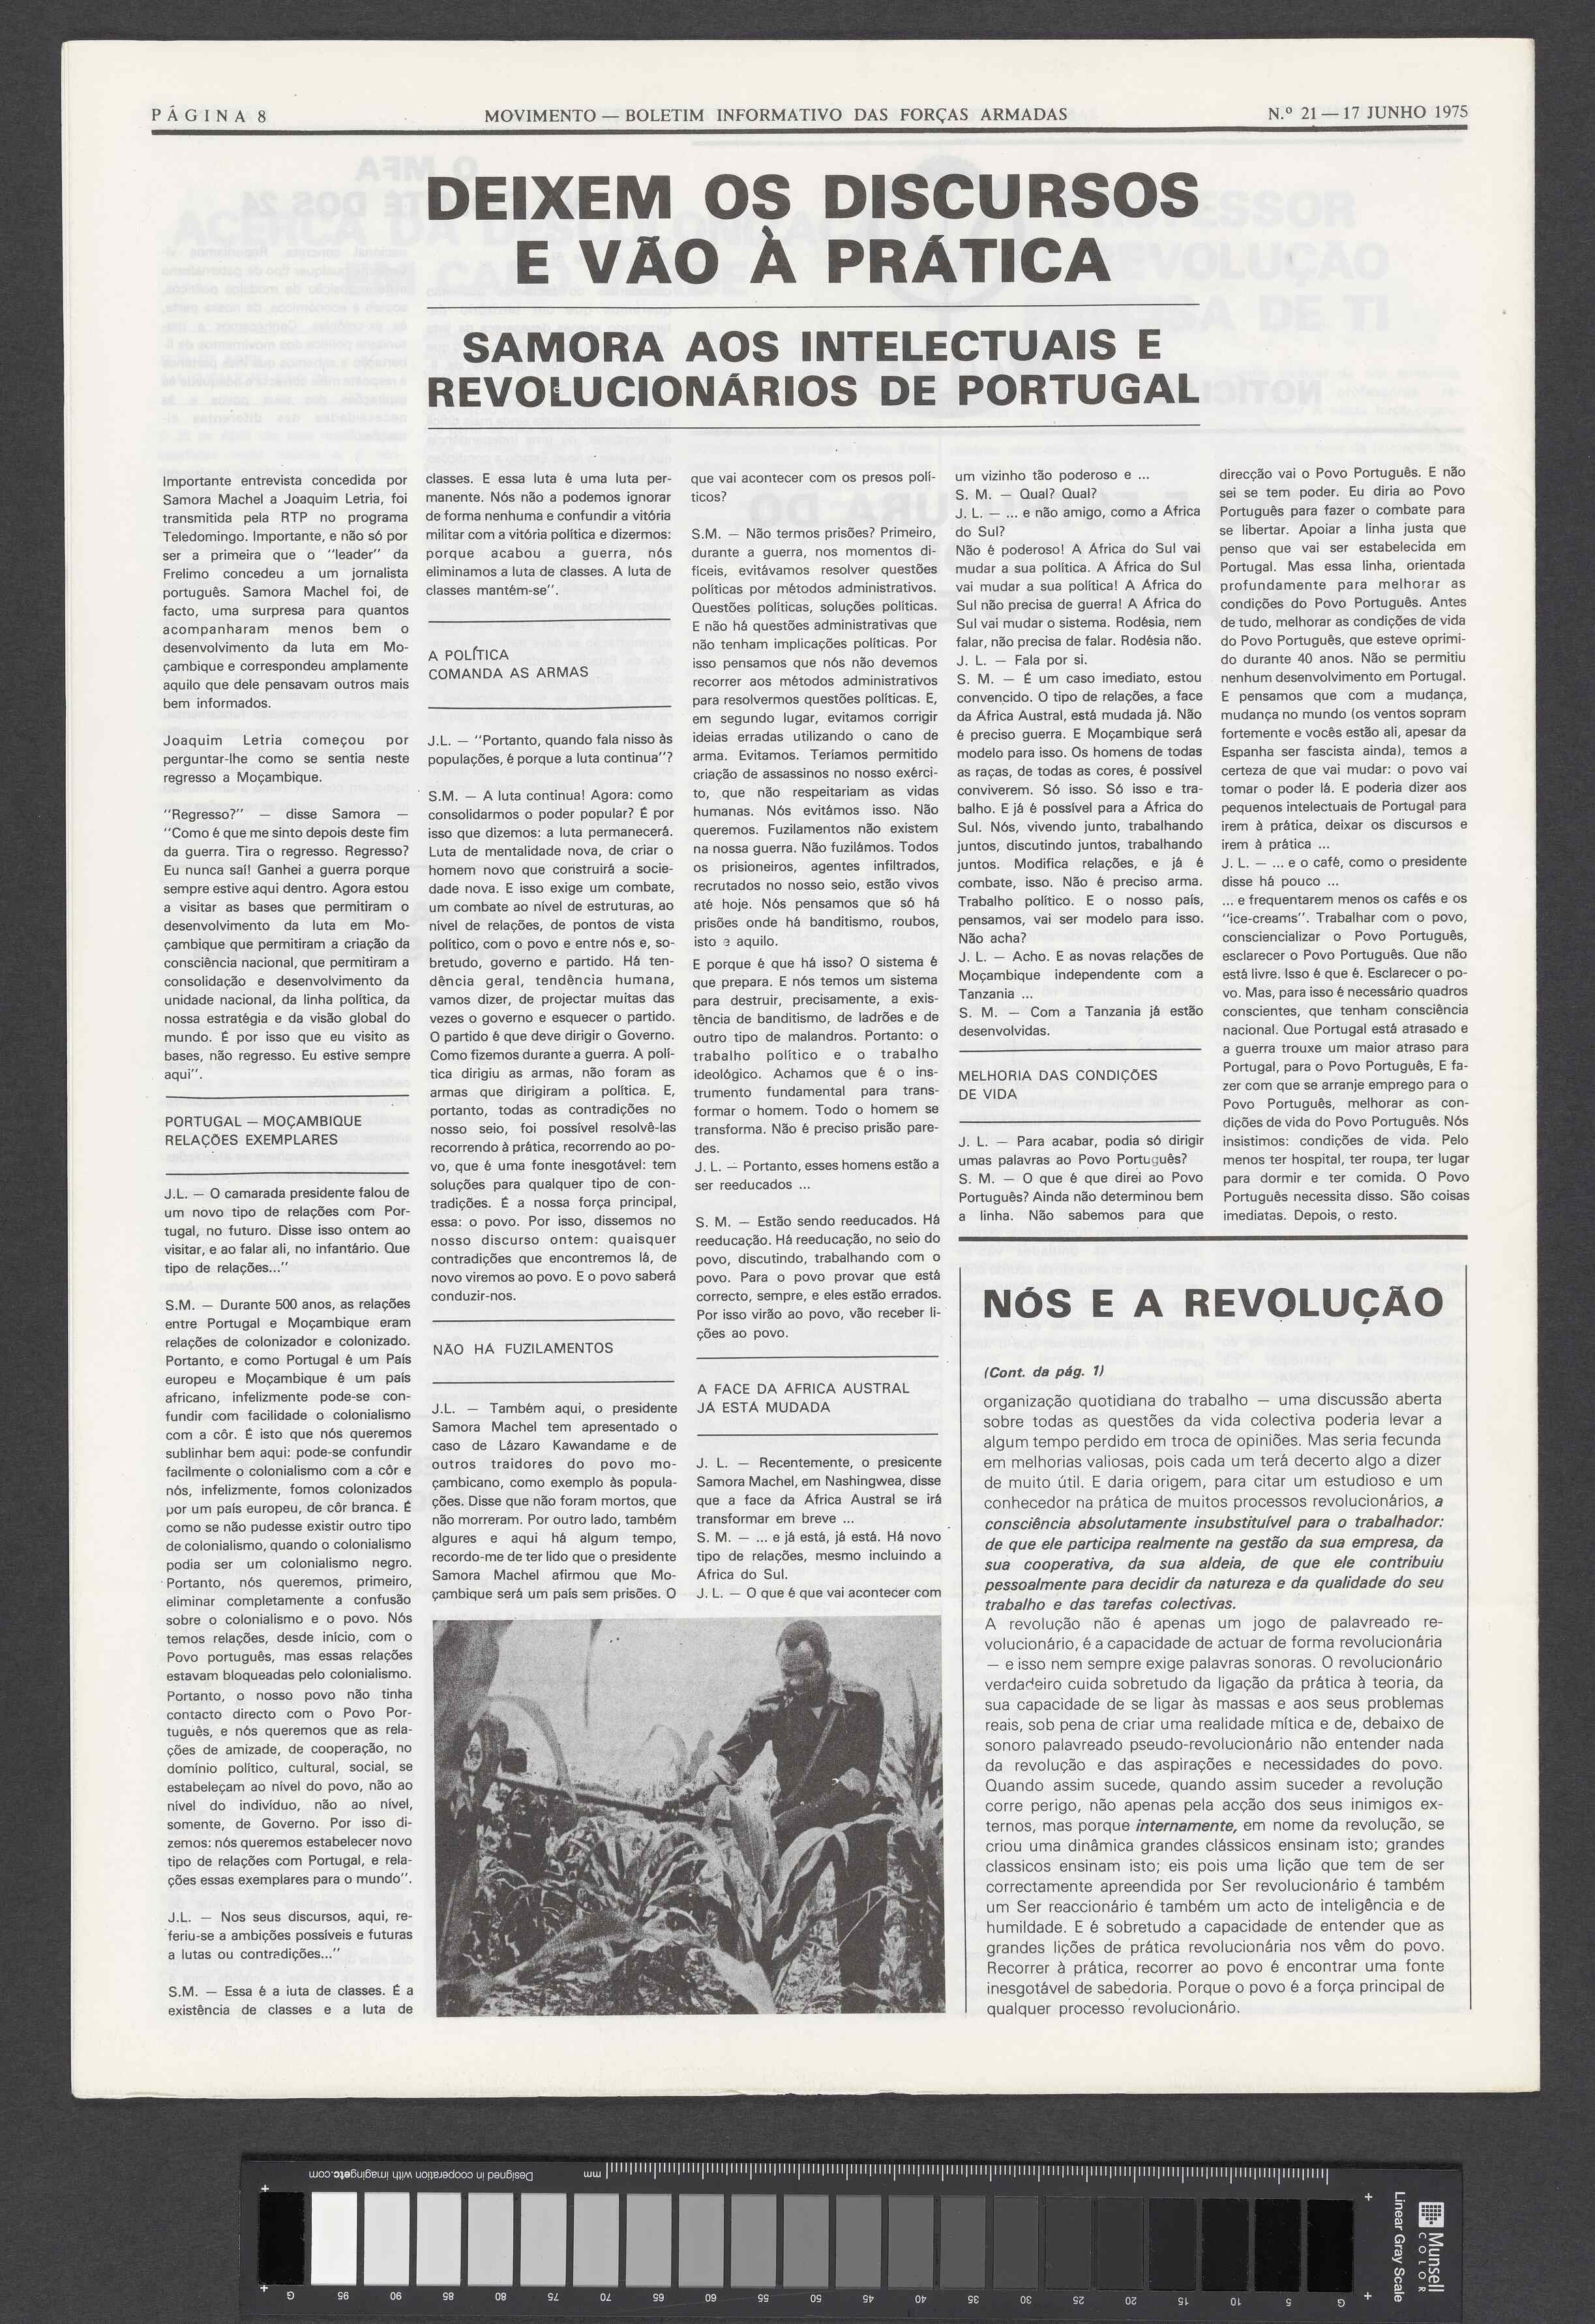 PÁGINA 8
MOVIMENTO — BOLETIM INFORMATIVO DAS FORÇAS ARMADAS
N.º 21 — 17 JUNHO 1975
DEIXEM OS DISCURSOS
E VÃO À PRÁTICA
SAMORA AOS INTELECTUAIS E
REVOLUCIONÁRIOS DE PORTUGAL
Importante entrevista concedida por
Samora Machel a Joaquim Letria, foi
transmitida pela RTP no programa
Teledomingo. Importante, e não só por
ser a primeira que o "leader" da
Frelimo concedeu a um jornalista
português. Samora Machel foi, de
facto, uma surpresa para quantos
acompanharam menos bem o
desenvolvimento da luta em Mo-
çambique e correspondeu amplamente
aquilo que dele pensavam outros mais
bem informados.
Joaquim Letria começou por
perguntar-lhe como se sentia neste
regresso a Moçambique.
"Regresso?" — disse Samora —
"Como é que me sinto depois deste fim
da guerra. Tira o regresso. Regresso?
Eu nunca saí! Ganhei a guerra porque
sempre estive aqui dentro. Agora estou
a visitar as bases que permitiram o
desenvolvimento da luta em Mo-
çambique que permitiram a criação da
consciência nacional, que permitiram a
consolidação e desenvolvimento da
unidade nacional, da linha política, da
nossa estratégia e da visão global do
mundo. É por isso que eu visito as
bases, não regresso. Eu estive sempre
aqui".
PORTUGAL — MOÇAMBIQUE
RELAÇÕES EXEMPLARES
J.L. — O camarada presidente falou de
um novo tipo de relações com Por-
tugal, no futuro. Disse isso ontem ao
visitar, e ao falar ali, no infantário. Que
tipo de relações..."
S.M. — Durante 500 anos, as relações
entre Portugal e Moçambique eram
relações de colonizador e colonizado.
Portanto, e como Portugal é um País
europeu e Moçambique é um país
africano, infelizmente pode-se con-
fundir com facilidade o colonialismo
com a côr. É isto que nós queremos
sublinhar bem aqui: pode-se confundir
facilmente o colonialismo com a côr e
nós, infelizmente, fomos colonizados
por um país europeu, de côr branca. É
como se não pudesse existir outro tipo
de colonialismo, quando o colonialismo
podia ser um colonialismo negro.
Portanto, nós queremos, primeiro,
eliminar completamente a confusão
sobre o colonialismo e o povo. Nós
temos relações, desde início, com o
Povo português, mas essas relações
estavam bloqueadas pelo colonialismo.
Portanto, o nosso povo não tinha
contacto directo com o Povo Por-
tuguês, e nós queremos que as rela-
ções de amizade, de cooperação, no
domínio político, cultural, social, se
estabeleçam ao nível do povo, não ao
nível do indivíduo, não ao nível,
somente, de Governo. Por isso di-
zemos: nós queremos estabelecer novo
tipo de relações com Portugal, e rela-
ções essas exemplares para o mundo".
J.L. — Nos seus discursos, aqui, re-
feriu-se a ambições possíveis e futuras
a lutas ou contradições..."
S.M. — Essa é a iuta de classes. É a
existência de classes e a luta de
classes. E essa luta é uma luta per-
manente. Nós não a podemos ignorar
de forma nenhuma e confundir a vitória
militar com a vitória política e dizermos:
porque acabou a guerra, nós
eliminamos a luta de classes. A luta de
classes mantém-se".
A POLÍTICA
COMANDA AS ARMAS
J.L. — "Portanto, quando fala nisso às
populações, é porque a luta continua"?
S.M. — A luta continua! Agora: como
consolidarmos o poder popular? É por
isso que dizemos: a luta permanecerá.
Luta de mentalidade nova, de criar o
homem novo que construirá a socie-
dade nova. E isso exige um combate,
um combate ao nível de estruturas, ao
nível de relações, de pontos de vista
político, com o povo e entre nós e, so-
bretudo, governo e partido. Há ten-
dência geral, tendência humana,
vamos dizer, de projectar muitas das
vezes o governo e esquecer o partido.
O partido é que deve dirigir o Governo.
Como fizemos durante a guerra. A polí-
tica dirigiu as armas, não foram as
armas que dirigiram a política. E,
portanto, todas as contradições no
nosso seio, foi possível resolvê-las
recorrendo à prática, recorrendo ao po-
vo, que é uma fonte inesgotável: tem
soluções para qualquer tipo de con-
tradições. É a nossa força principal,
essa: o povo. Por isso, dissemos no
nosso discurso ontem: quaisquer
contradições que encontremos lá, de
novo viremos ao povo. E o povo saberá
conduzir-nos.
NÃO HÁ FUZILAMENTOS
J.L. — Também aqui, o presidente
Samora Machel tem apresentado o
caso de Lázaro Kawandame e de
outros traidores do povo mo-
çambicano, como exemplo às popula-
ções. Disse que não foram mortos, que
não morreram. Por outro lado, também
algures e aqui há algum tempo,
recordo-me de ter lido que o presidente
Samora Machel afirmou que Mo-
çambique será um país sem prisões. O
que vai acontecer com os presos polí-
ticos?
S.M. — Não termos prisões? Primeiro,
durante a guerra, nos momentos di-
fíceis, evitávamos resolver questões
políticas por métodos administrativos.
Questões políticas, soluções políticas.
E não há questões administrativas que
não tenham implicações políticas. Por
isso pensamos que nós não devemos
recorrer aos métodos administrativos
para resolvermos questões políticas. E,
em segundo lugar, evitamos corrigir
ideias erradas utilizando o cano de
arma. Evitamos. Teríamos permitido
criação de assassinos no nosso exérci-
to, que não respeitariam as vidas
humanas. Nós evitámos isso. Não
queremos. Fuzilamentos não existem
na nossa guerra. Não fuzilámos. Todos
os prisioneiros, agentes infiltrados,
recrutados no nosso seio, estão vivos
até hoje. Nós pensamos que só há
prisões onde há banditismo, roubos,
isto e aquilo.
E porque é que há isso? O sistema é
que prepara. E nós temos um sistema
para destruir, precisamente, a exis-
tência de banditismo, de ladrões e de
outro tipo de malandros. Portanto: o
trabalho político e o trabalho
ideológico. Achamos que é o ins-
trumento fundamental para trans-
formar o homem. Todo o homem se
transforma. Não é preciso prisão pare-
des.
J. L. — Portanto, esses homens estão a
ser reeducados ...
S. M. — Estão sendo reeducados. Há
reeducação. Há reeducação, no seio do
povo, discutindo, trabalhando com o
povo. Para o povo provar que está
correcto, sempre, e eles estão errados.
Por isso virão ao povo, vão receber li-
ções ao povo.
A FACE DA AFRICA AUSTRAL
JÁ ESTÁ MUDADA
J. L. — Recentemente, o presicente
Samora Machel, em Nashingwea, disse
que a face da África Austral se irá
transformar em breve ...
S. M. — ... e já está, já está. Há novo
tipo de relações, mesmo incluindo a
África do Sul.
J. L. — O que é que vai acontecer com
um vizinho tão poderoso e ...
S. M. — Qual? Qual?
J. L. — ... e não amigo, como a África
do Sul?
Não é poderoso! A África do Sul vai
mudar a sua política. A África do Sul
vai mudar a sua política! A África do
Sul não precisa de guerra! A África do
Sul vai mudar o sistema. Rodésia, nem
falar, não precisa de falar. Rodésia não.
J. L. — Fala por si.
S. M. — É um caso imediato, estou
convencido. O tipo de relações, a face
da África Austral, está mudada já. Não
é preciso guerra. E Moçambique será
modelo para isso. Os homens de todas
as raças, de todas as cores, é possível
conviverem. Só isso. Só isso e tra-
balho. E já é possível para a África do
Sul. Nós, vivendo junto, trabalhando
juntos, discutindo juntos, trabalhando
juntos. Modifica relações, e já é
combate, isso. Não é preciso arma.
Trabalho político. E o nosso país,
pensamos, vai ser modelo para isso.
Não acha?
J. L. — Acho. E as novas relações de
Moçambique independente com a
Tanzania ...
S. M. — Com a Tanzania já estão
desenvolvidas.
MELHORIA DAS CONDIÇÕES
DE VIDA
J. L. — Para acabar, podia só dirigir
umas palavras ao Povo Português?
S. M. — O que é que direi ao Povo
Português? Ainda não determinou bem
a linha. Não sabemos para que
direcção vai o Povo Português. E não
sei se tem poder. Eu diria ao Povo
Português para fazer o combate para
se libertar. Apoiar a linha justa que
penso que vai ser estabelecida em
Portugal. Mas essa linha, orientada
profundamente para melhorar as
condições do Povo Português. Antes
de tudo, melhorar as condições de vida
do Povo Português, que esteve oprimi-
do durante 40 anos. Não se permitiu
nenhum desenvolvimento em Portugal.
E pensamos que com a mudança,
mudança no mundo (os ventos sopram
fortemente e vocês estão ali, apesar da
Espanha ser fascista ainda), temos a
certeza de que vai mudar: o povo vai
tomar o poder lá. E poderia dizer aos
pequenos intelectuais de Portugal para
irem à prática, deixar os discursos e
irem à prática ...
J. L. — ... e o café, como o presidente
disse há pouco ...
... e frequentarem menos os cafés e os
"ice-creams". Trabalhar com o povo,
consciencializar o Povo Português,
esclarecer o Povo Português. Que não
está livre. Isso é que é. Esclarecer o po-
vo. Mas, para isso é necessário quadros
conscientes, que tenham consciência
nacional. Que Portugal está atrasado e
a guerra trouxe um maior atraso para
Portugal, para o Povo Português, E fa-
zer com que se arranje emprego para o
Povo Português, melhorar as con-
dições de vida do Povo Português. Nós
insistimos: condições de vida. Pelo
menos ter hospital, ter roupa, ter lugar
para dormir e ter comida. O Povo
Português necessita disso. São coisas
imediatas. Depois, o resto.
NÓS E A REVOLUÇÃO
(Cont. da pág. 1)
organização quotidiana do trabalho — uma discussão aberta
sobre todas as questões da vida colectiva poderia levar a
algum tempo perdido em troca de opiniões. Mas seria fecunda
em melhorias valiosas, pois cada um terá decerto algo a dizer
de muito útil. E daria origem, para citar um estudioso e um
conhecedor na prática de muitos processos revolucionários, a
consciência absolutamente insubstituível para o trabalhador:
de que ele participa realmente na gestão da sua empresa, da
sua cooperativa, da sua aldeia, de que ele contribuiu
pessoalmente para decidir da natureza e da qualidade do seu
trabalho e das tarefas colectivas.
A revolução não é apenas um jogo de palavreado re-
volucionário, é a capacidade de actuar de forma revolucionária
— e isso nem sempre exige palavras sonoras. O revolucionário
verdadeiro cuida sobretudo da ligação da prática à teoria, da
sua capacidade de se ligar às massas e aos seus problemas
reais, sob pena de criar uma realidade mítica e de, debaixo de
sonoro palavreado pseudo-revolucionário não entender nada
da revolução e das aspirações e necessidades do povo.
Quando assim sucede, quando assim suceder a revolução
corre perigo, não apenas pela acção dos seus inimigos ex-
ternos, mas porque internamente, em nome da revolução, se
criou uma dinâmica grandes clássicos ensinam isto; grandes
classicos ensinam isto; eis pois uma lição que tem de ser
correctamente apreendida por Ser revolucionário é também
um Ser reaccionário é também um acto de inteligência e de
humildade. E é sobretudo a capacidade de entender que as
grandes lições de prática revolucionária nos vêm do povo.
Recorrer à prática, recorrer ao povo é encontrar uma fonte
inesgotável de sabedoria. Porque o povo é a força principal de
qualquer processo revolucionário.
Designed in cooperation with imagingetc.com
mm
G 95 90 85 80 75 70 65 60 55 50 45 40 35 30 25 20 15 10 5 G
Munsell
COLOR
Linear Gray Scale